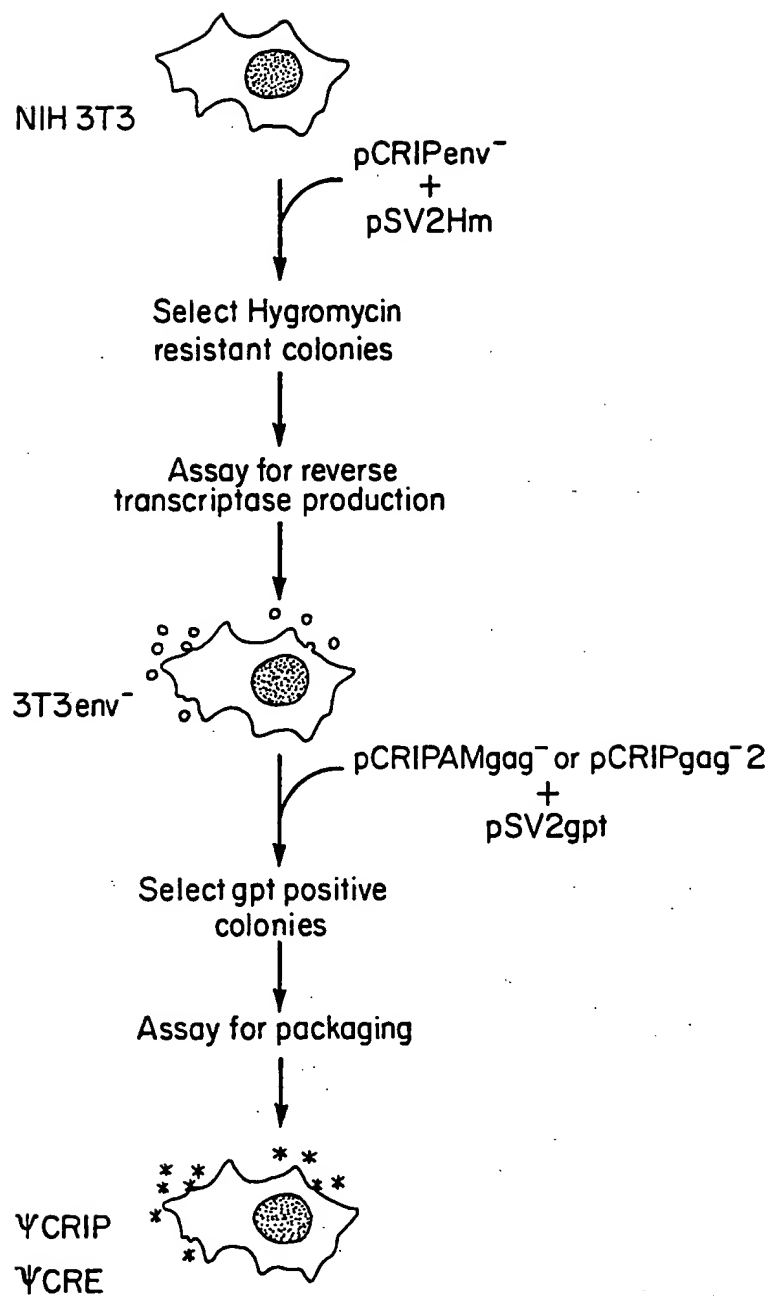 NIH 3T3
pCRIPenv⁻
+
pSV2Hm
Select Hygromycin
resistant colonies
Assay for reverse
transcriptase production
3T3env⁻
pCRIPAMgag⁻ or pCRIPgag⁻2
+
pSV2gpt
Select gpt positive
colonies
Assay for packaging
ΨCRIP
ΨCRE